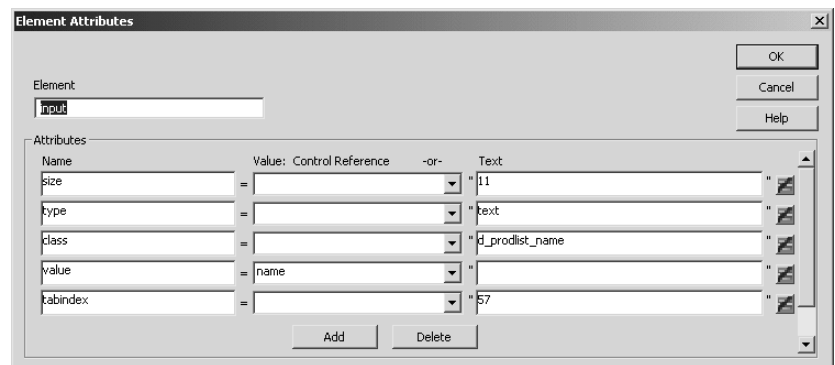 Element Attributes
OK
Element
Cancel
input
Help
Attributes
Name Value: Control Reference -or- Text
size = " 11 "
type = " text "
class = " d_prodlist_name "
value = name " "
tabindex = " 57 "
Add Delete